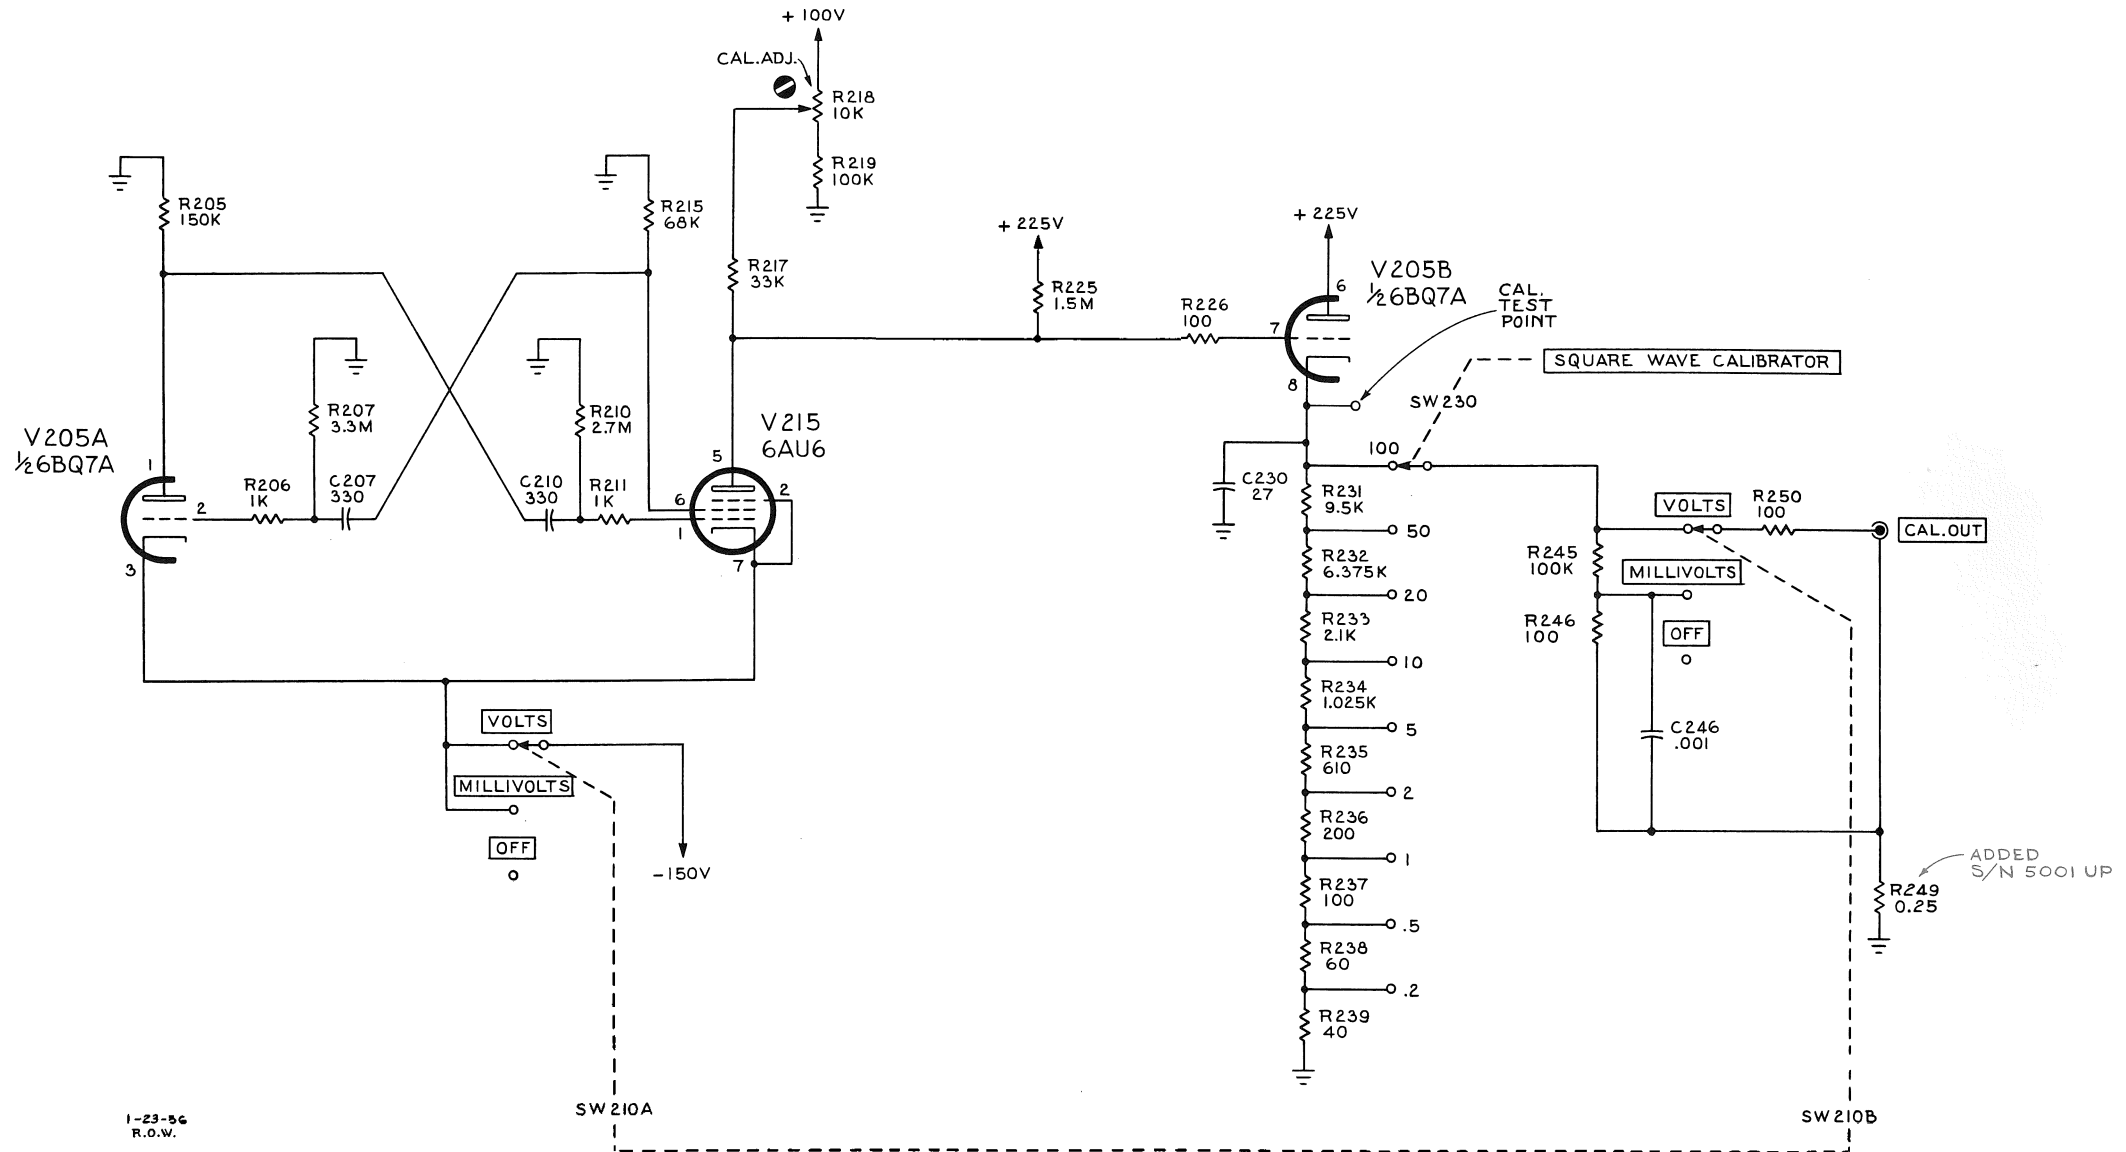 + 100V
CAL.ADJ.
R218
10K
R219
100K
R205
150K
R215
68K
R217
33K
+ 225V
R225
1.5M
R226
100
+ 225V
6
7
8
V205B
1/2 6BQ7A
CAL.
TEST
POINT
SQUARE WAVE CALIBRATOR
SW230
V205A
1/2 6BQ7A
1
2
3
R206
1K
R207
3.3M
C207
330
C210
330
R210
2.7M
R211
1K
V215
6AU6
5
2
6
1
7
C230
27
100
R231
9.5K
50
R232
6.375K
20
R233
2.1K
10
R234
1.025K
5
R235
610
2
R236
200
1
R237
100
.5
R238
60
.2
R239
40
VOLTS
R250
100
CAL.OUT
R245
100K
MILLIVOLTS
R246
100
OFF
C246
.001
ADDED
S/N 5001 UP
R249
0.25
VOLTS
MILLIVOLTS
OFF
-150V
SW210A
SW210B
1-23-56
R.O.W.